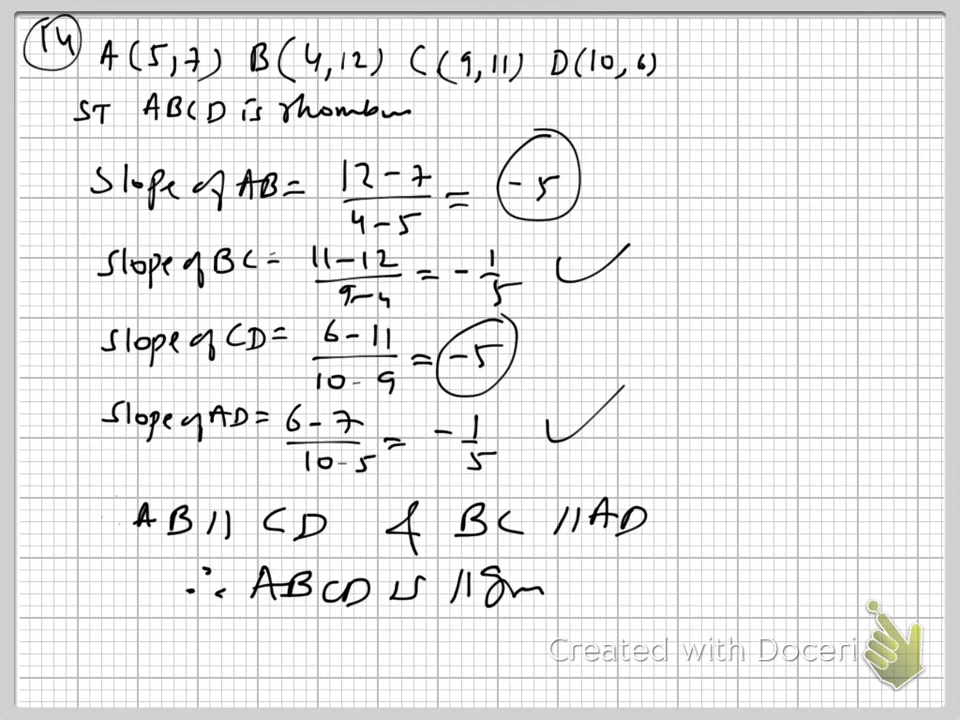 14
A(5,7) B(4,12) C(9,11) D(10,6)
ST ABCD is rhombus
Slope of AB = 12-7/4-5 = -5
Slope of BC = 11-12/9-4 = -1/5
Slope of CD = 6-11/10-9 = -5
Slope of AD = 6-7/10-5 = -1/5
AB // CD & BC // AD
∴ ABCD is //gm
Created with Doceri